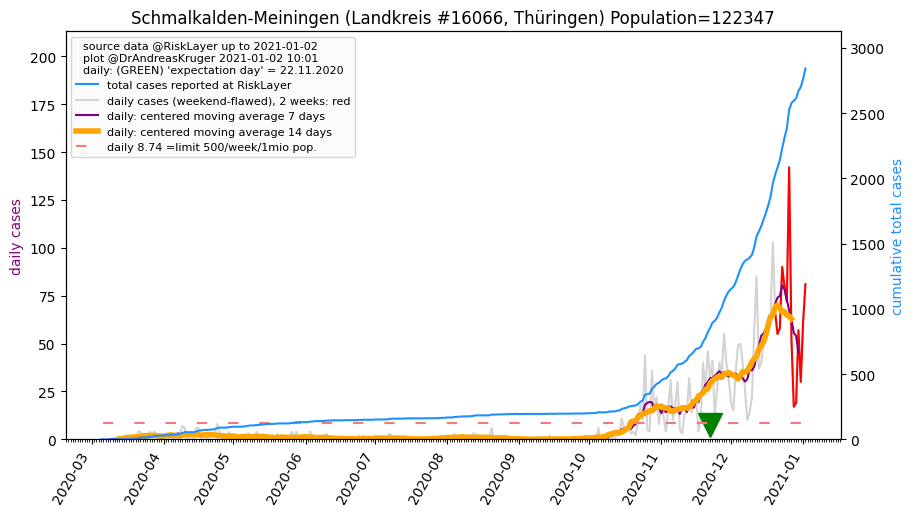 Schmalkalden-Meiningen (Landkreis #16066, Thüringen) Population=122347
source data @RiskLayer up to 2021-01-02
plot @DrAndreasKruger 2021-01-02 10:01
daily: (GREEN) 'expectation day' = 22.11.2020
total cases reported at RiskLayer
daily cases (weekend-flawed), 2 weeks: red
daily: centered moving average 7 days
daily: centered moving average 14 days
daily 8.74 =limit 500/week/1mio pop.
daily cases
200
175
150
125
100
75
50
25
0
cumulative total cases
3000
2500
2000
1500
1000
500
0
2020-03
2020-04
2020-05
2020-06
2020-07
2020-08
2020-09
2020-10
2020-11
2020-12
2021-01